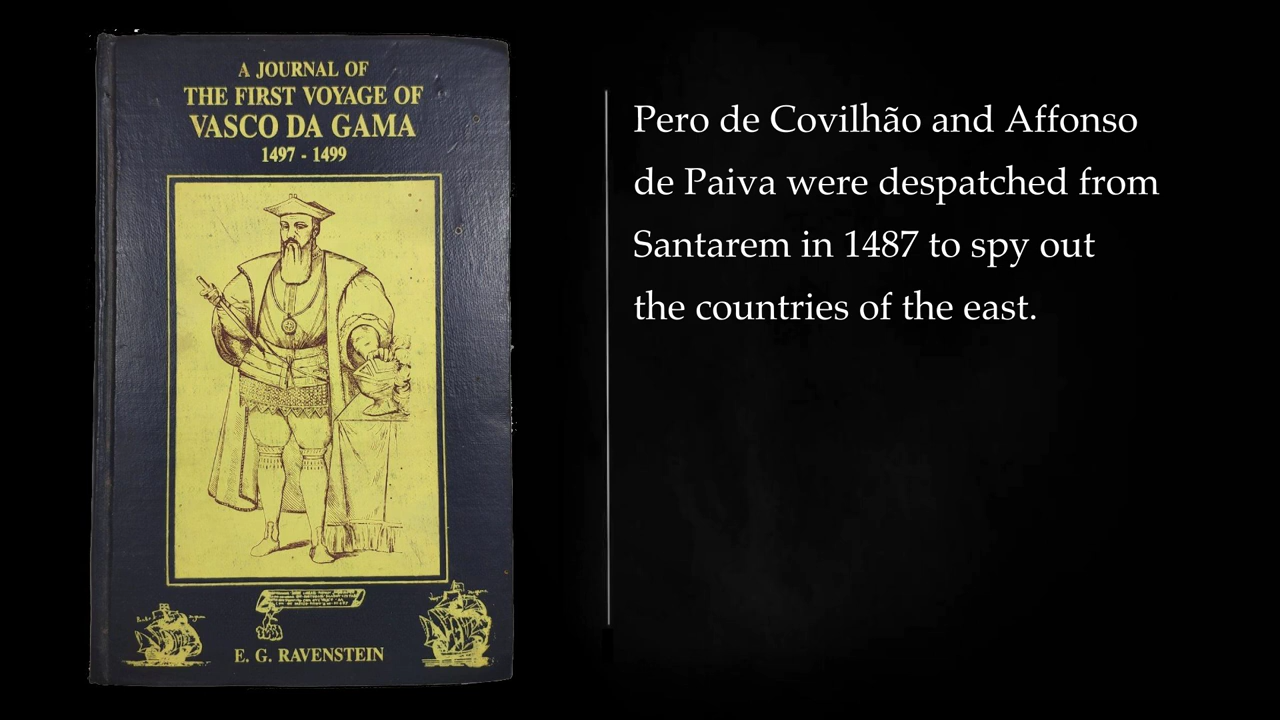 A JOURNAL OF
THE FIRST VOYAGE OF
VASCO DA GAMA
1497 - 1499
E. G. RAVENSTEIN
Pero de Covilhão and Affonso
de Paiva were despatched from
Santarem in 1487 to spy out
the countries of the east.